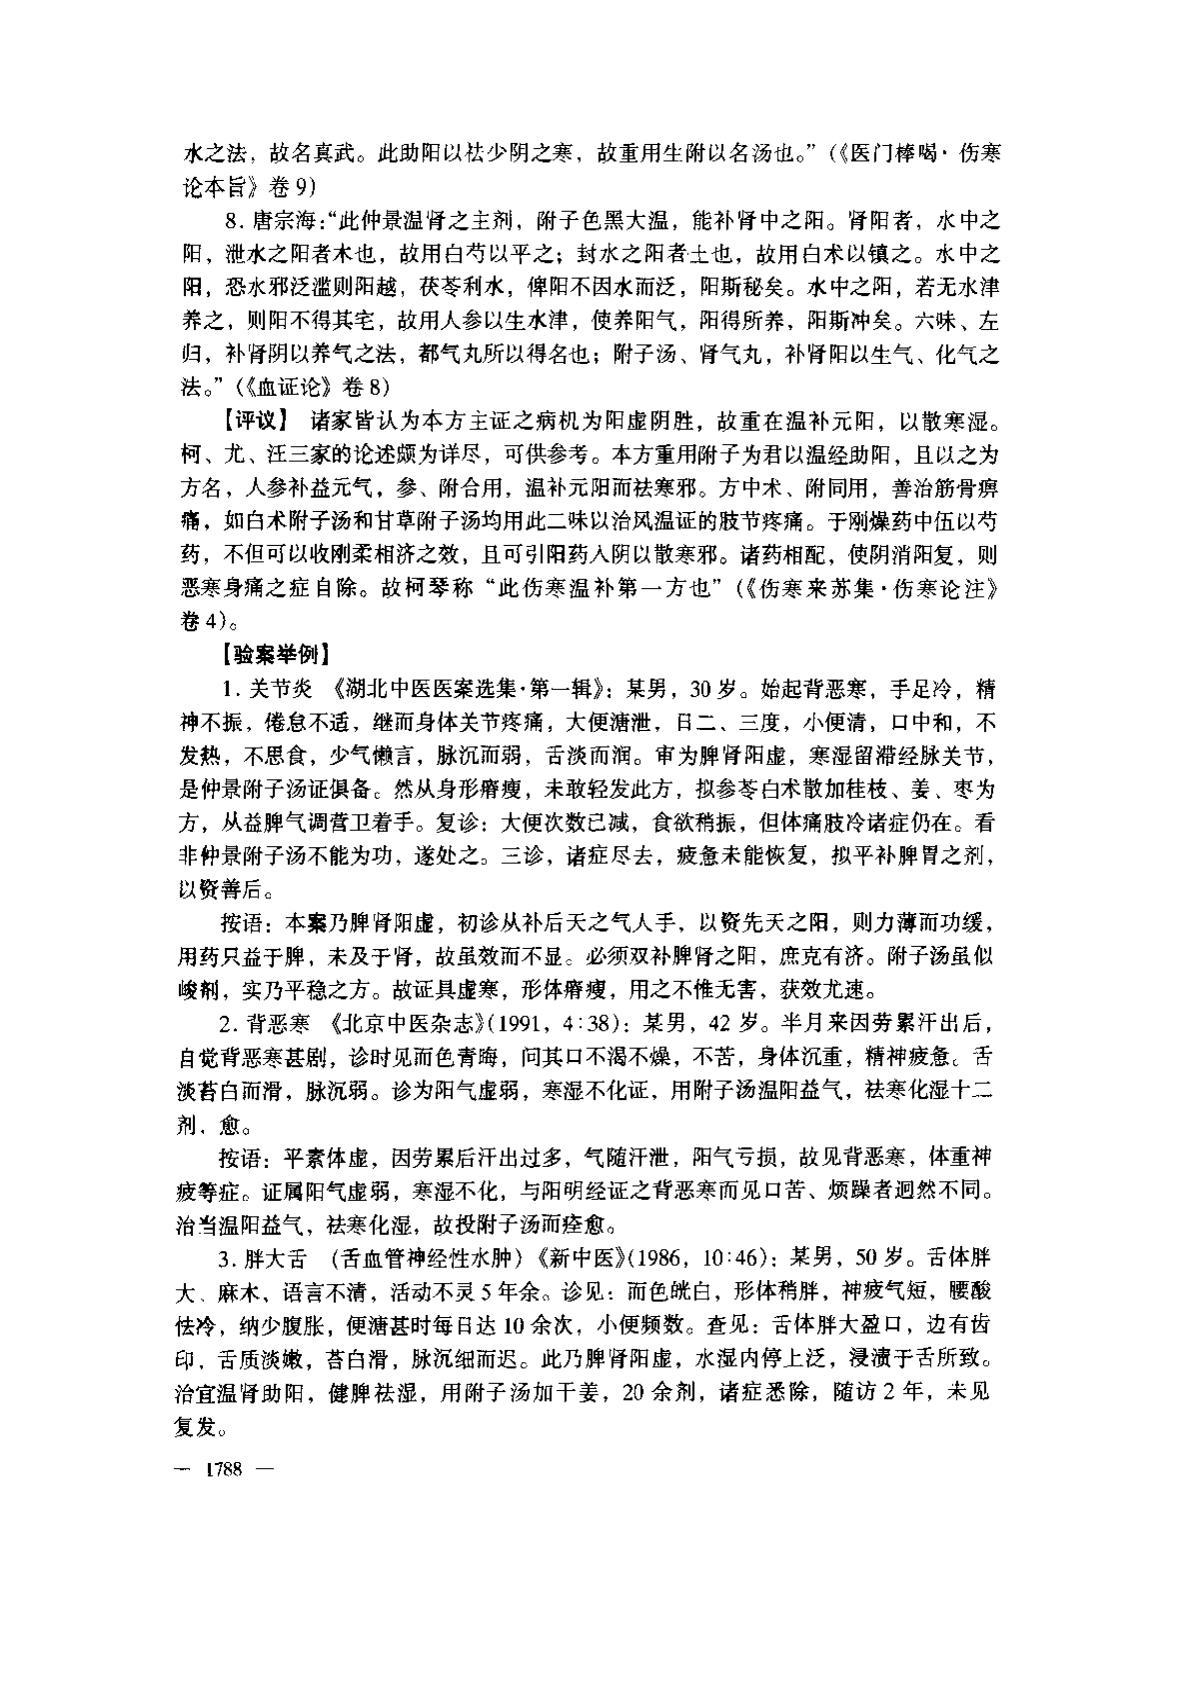 水之法，故名真武。此助阳以祛少阴之寒，故重用生附以名汤也。”（《医门棒喝·伤寒
论本旨》卷9）
8. 唐宗海：“此仲景温肾之主剂，附子色黑大温，能补肾中之阳。肾阳者，水中之
阳，泄水之阳者木也，故用白芍以平之；封水之阳者土也，故用白术以镇之。水中之
阳，恐水邪泛滥则阳越，茯苓利水，俾阳不因水而泛，阳斯秘矣。水中之阳，若无水津
养之，则阳不得其宅，故用人参以生水津，使养阳气，阳得所养，阳斯冲矣。六味、左
归，补肾阴以养气之法，都气丸所以得名也；附子汤、肾气丸，补肾阳以生气、化气之
法。”（《血证论》卷8）
【评议】 诸家皆认为本方主证之病机为阳虚阴胜，故重在温补元阳，以散寒湿。
柯、尤、汪三家的论述颇为详尽，可供参考。本方重用附子为君以温经助阳，且以之为
方名，人参补益元气，参、附合用，温补元阳而祛寒邪。方中术、附同用，善治筋骨痹
痛，如白术附子汤和甘草附子汤均用此二味以治风温证的肢节疼痛。于刚燥药中伍以芍
药，不但可以收刚柔相济之效，且可引阳药入阴以散寒邪。诸药相配，使阴消阳复，则
恶寒身痛之症自除。故柯琴称“此伤寒温补第一方也”（《伤寒来苏集·伤寒论注》
卷4）。
【验案举例】
1. 关节炎 《湖北中医医案选集·第一辑》：某男，30岁。始起背恶寒，手足冷，精
神不振，倦怠不适，继而身体关节疼痛，大便溏泄，日二、三度，小便清，口中和，不
发热，不思食，少气懒言，脉沉而弱，舌淡而润。审为脾肾阳虚，寒湿留滞经脉关节，
是仲景附子汤证俱备。然从身形瘠瘦，未敢轻发此方，拟参苓白术散加桂枝、姜、枣为
方，从益脾气调营卫着手。复诊：大便次数已减，食欲稍振，但体痛肢冷诸症仍在。看
非仲景附子汤不能为功，遂处之。三诊，诸症尽去，疲惫未能恢复，拟平补脾胃之剂，
以资善后。
按语：本案乃脾肾阳虚，初诊从补后天之气人手，以资先天之阳，则力薄而功缓，
用药只益于脾，未及于肾，故虽效而不显。必须双补脾肾之阳，庶克有济。附子汤虽似
峻剂，实乃平稳之方。故证具虚寒，形体瘠瘦，用之不惟无害，获效尤速。
2. 背恶寒 《北京中医杂志》（1991，4:38）：某男，42岁。半月来因劳累汗出后，
自觉背恶寒甚剧，诊时见而色青晦，问其口不渴不燥，不苦，身体沉重，精神疲惫。舌
淡苔白而滑，脉沉弱。诊为阳气虚弱，寒湿不化证，用附子汤温阳益气，祛寒化湿十二
剂，愈。
按语：平素体虚，因劳累后汗出过多，气随汗泄，阳气亏损，故见背恶寒，体重神
疲等症。证属阳气虚弱，寒湿不化，与阳明经证之背恶寒而见口苦、烦躁者迥然不同。
治当温阳益气，祛寒化湿，故投附子汤而痊愈。
3. 胖大舌 （舌血管神经性水肿）《新中医》（1986，10:46）：某男，50岁。舌体胖
大、麻木，语言不清，活动不灵5年余。诊见：而色㿠白，形体稍胖，神疲气短，腰酸
怯冷，纳少腹胀，便溏甚时每日达10余次，小便频数。查见：舌体胖大盈口，边有齿
印，舌质淡嫩，苔白滑，脉沉细而迟。此乃脾肾阳虚，水湿内停上泛，浸渍于舌所致。
治宜温肾助阳，健脾祛湿，用附子汤加干姜，20余剂，诸症悉除，随访2年，未见
复发。
— 1788 —